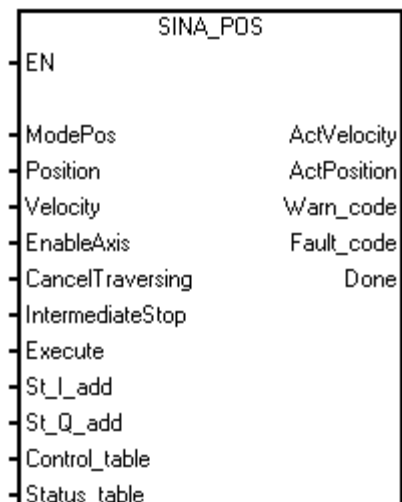 SINA_POS
EN
ModePos ActVelocity
Position ActPosition
Velocity Warn_code
EnableAxis Fault_code
CancelTraversing Done
IntermediateStop
Execute
St_I_add
St_Q_add
Control_table
Status_table